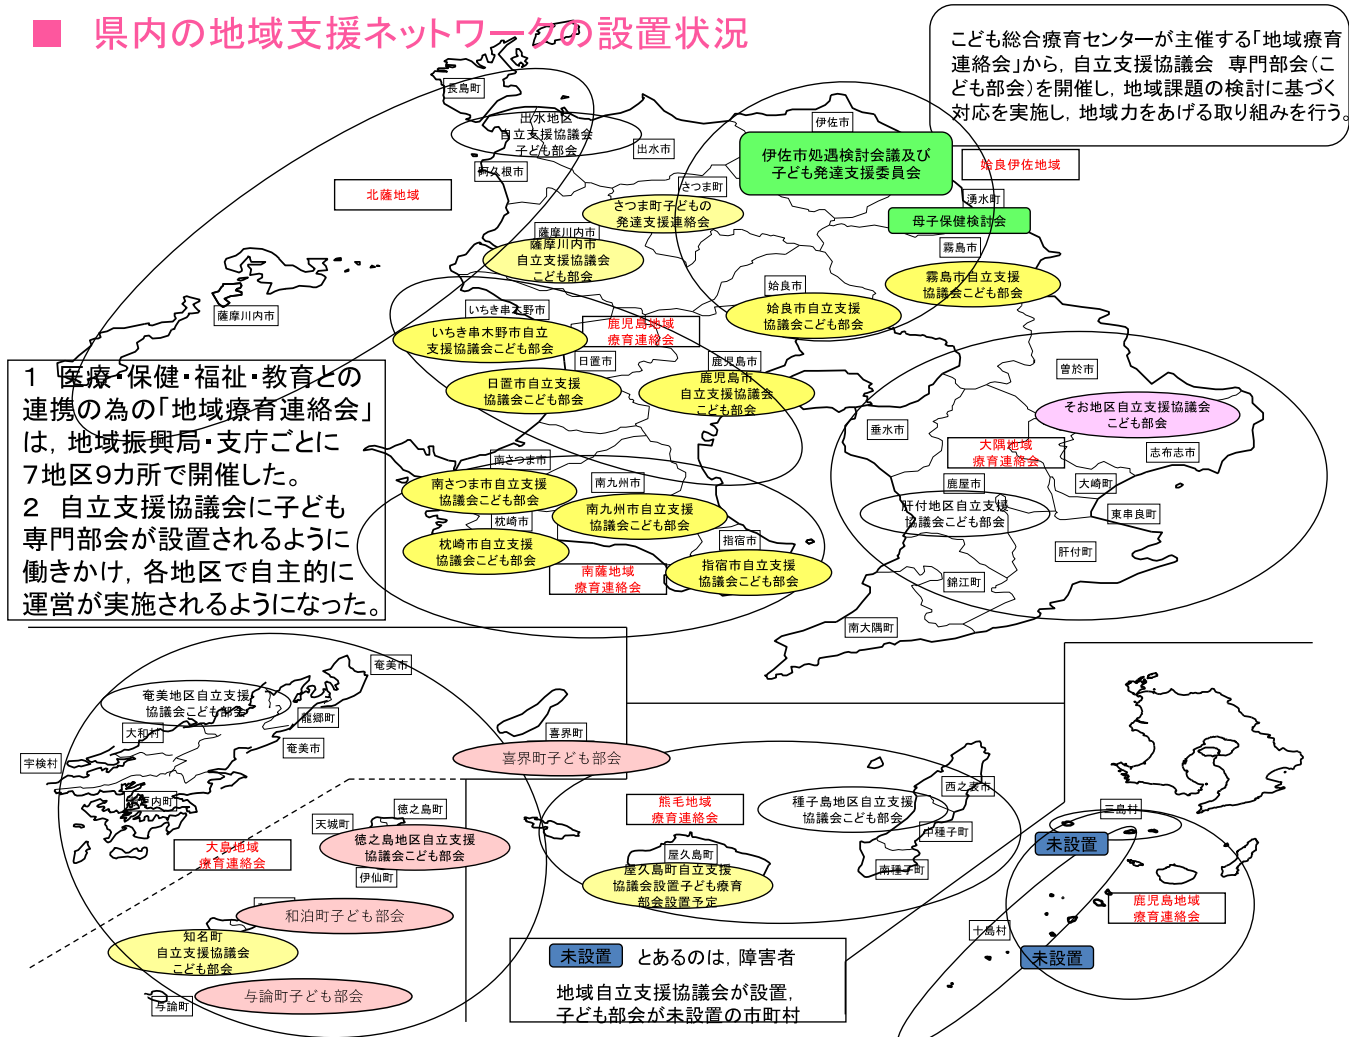 ■ 県内の地域支援ネットワークの設置状況
こども総合療育センターが主催する「地域療育
連絡会」から，自立支援協議会　専門部会（こ
ども部会）を開催し，地域課題の検討に基づく
対応を実施し，地域力をあげる取り組みを行う。
長島町
出水地区
自立支援協議会
子ども部会
出水市
阿久根市
北薩地域
伊佐市
伊佐市処遇検討会議及び
子ども発達支援委員会
姶良伊佐地域
さつま町
さつま町子どもの
発達支援連絡会
湧水町
母子保健検討会
薩摩川内市
薩摩川内市
自立支援協議会
こども部会
霧島市
霧島市自立支援
協議会こども部会
薩摩川内市
姶良市
姶良市自立支援
協議会こども部会
いちき串木野市
いちき串木野市自立
支援協議会こども部会
鹿児島地域
療育連絡会
日置市
日置市自立支援
協議会こども部会
鹿児島市
鹿児島市
自立支援協議会
こども部会
曽於市
そお地区自立支援協議会
こども部会
垂水市
大隅地域
療育連絡会
志布志市
1　医療・保健・福祉・教育との
連携の為の「地域療育連絡会」
は，地域振興局・支庁ごとに
7地区9カ所で開催した。
2　自立支援協議会に子ども
専門部会が設置されるように
働きかけ，各地区で自主的に
運営が実施されるようになった。
南さつま市
南さつま市自立支援
協議会こども部会
南九州市
南九州市自立支援
協議会こども部会
枕崎市
枕崎市自立支援
協議会こども部会
指宿市
指宿市自立支援
協議会こども部会
南薩地域
療育連絡会
鹿屋市
大崎町
肝付地区自立支援
協議会こども部会
東串良町
肝付町
錦江町
南大隅町
奄美市
奄美地区自立支援
協議会こども部会
龍郷町
大和村
奄美市
宇検村
瀬戸内町
喜界町
喜界町子ども部会
徳之島町
天城町
徳之島地区自立支援
協議会こども部会
大島地域
療育連絡会
伊仙町
和泊町子ども部会
知名町
自立支援協議会
こども部会
与論町子ども部会
与論町
熊毛地域
療育連絡会
種子島地区自立支援
協議会こども部会
西之表市
中種子町
南種子町
屋久島町
屋久島町自立支援
協議会設置子ども療育
部会設置予定
三島村
未設置
鹿児島地域
療育連絡会
十島村
未設置
未設置 とあるのは，障害者
地域自立支援協議会が設置，
子ども部会が未設置の市町村